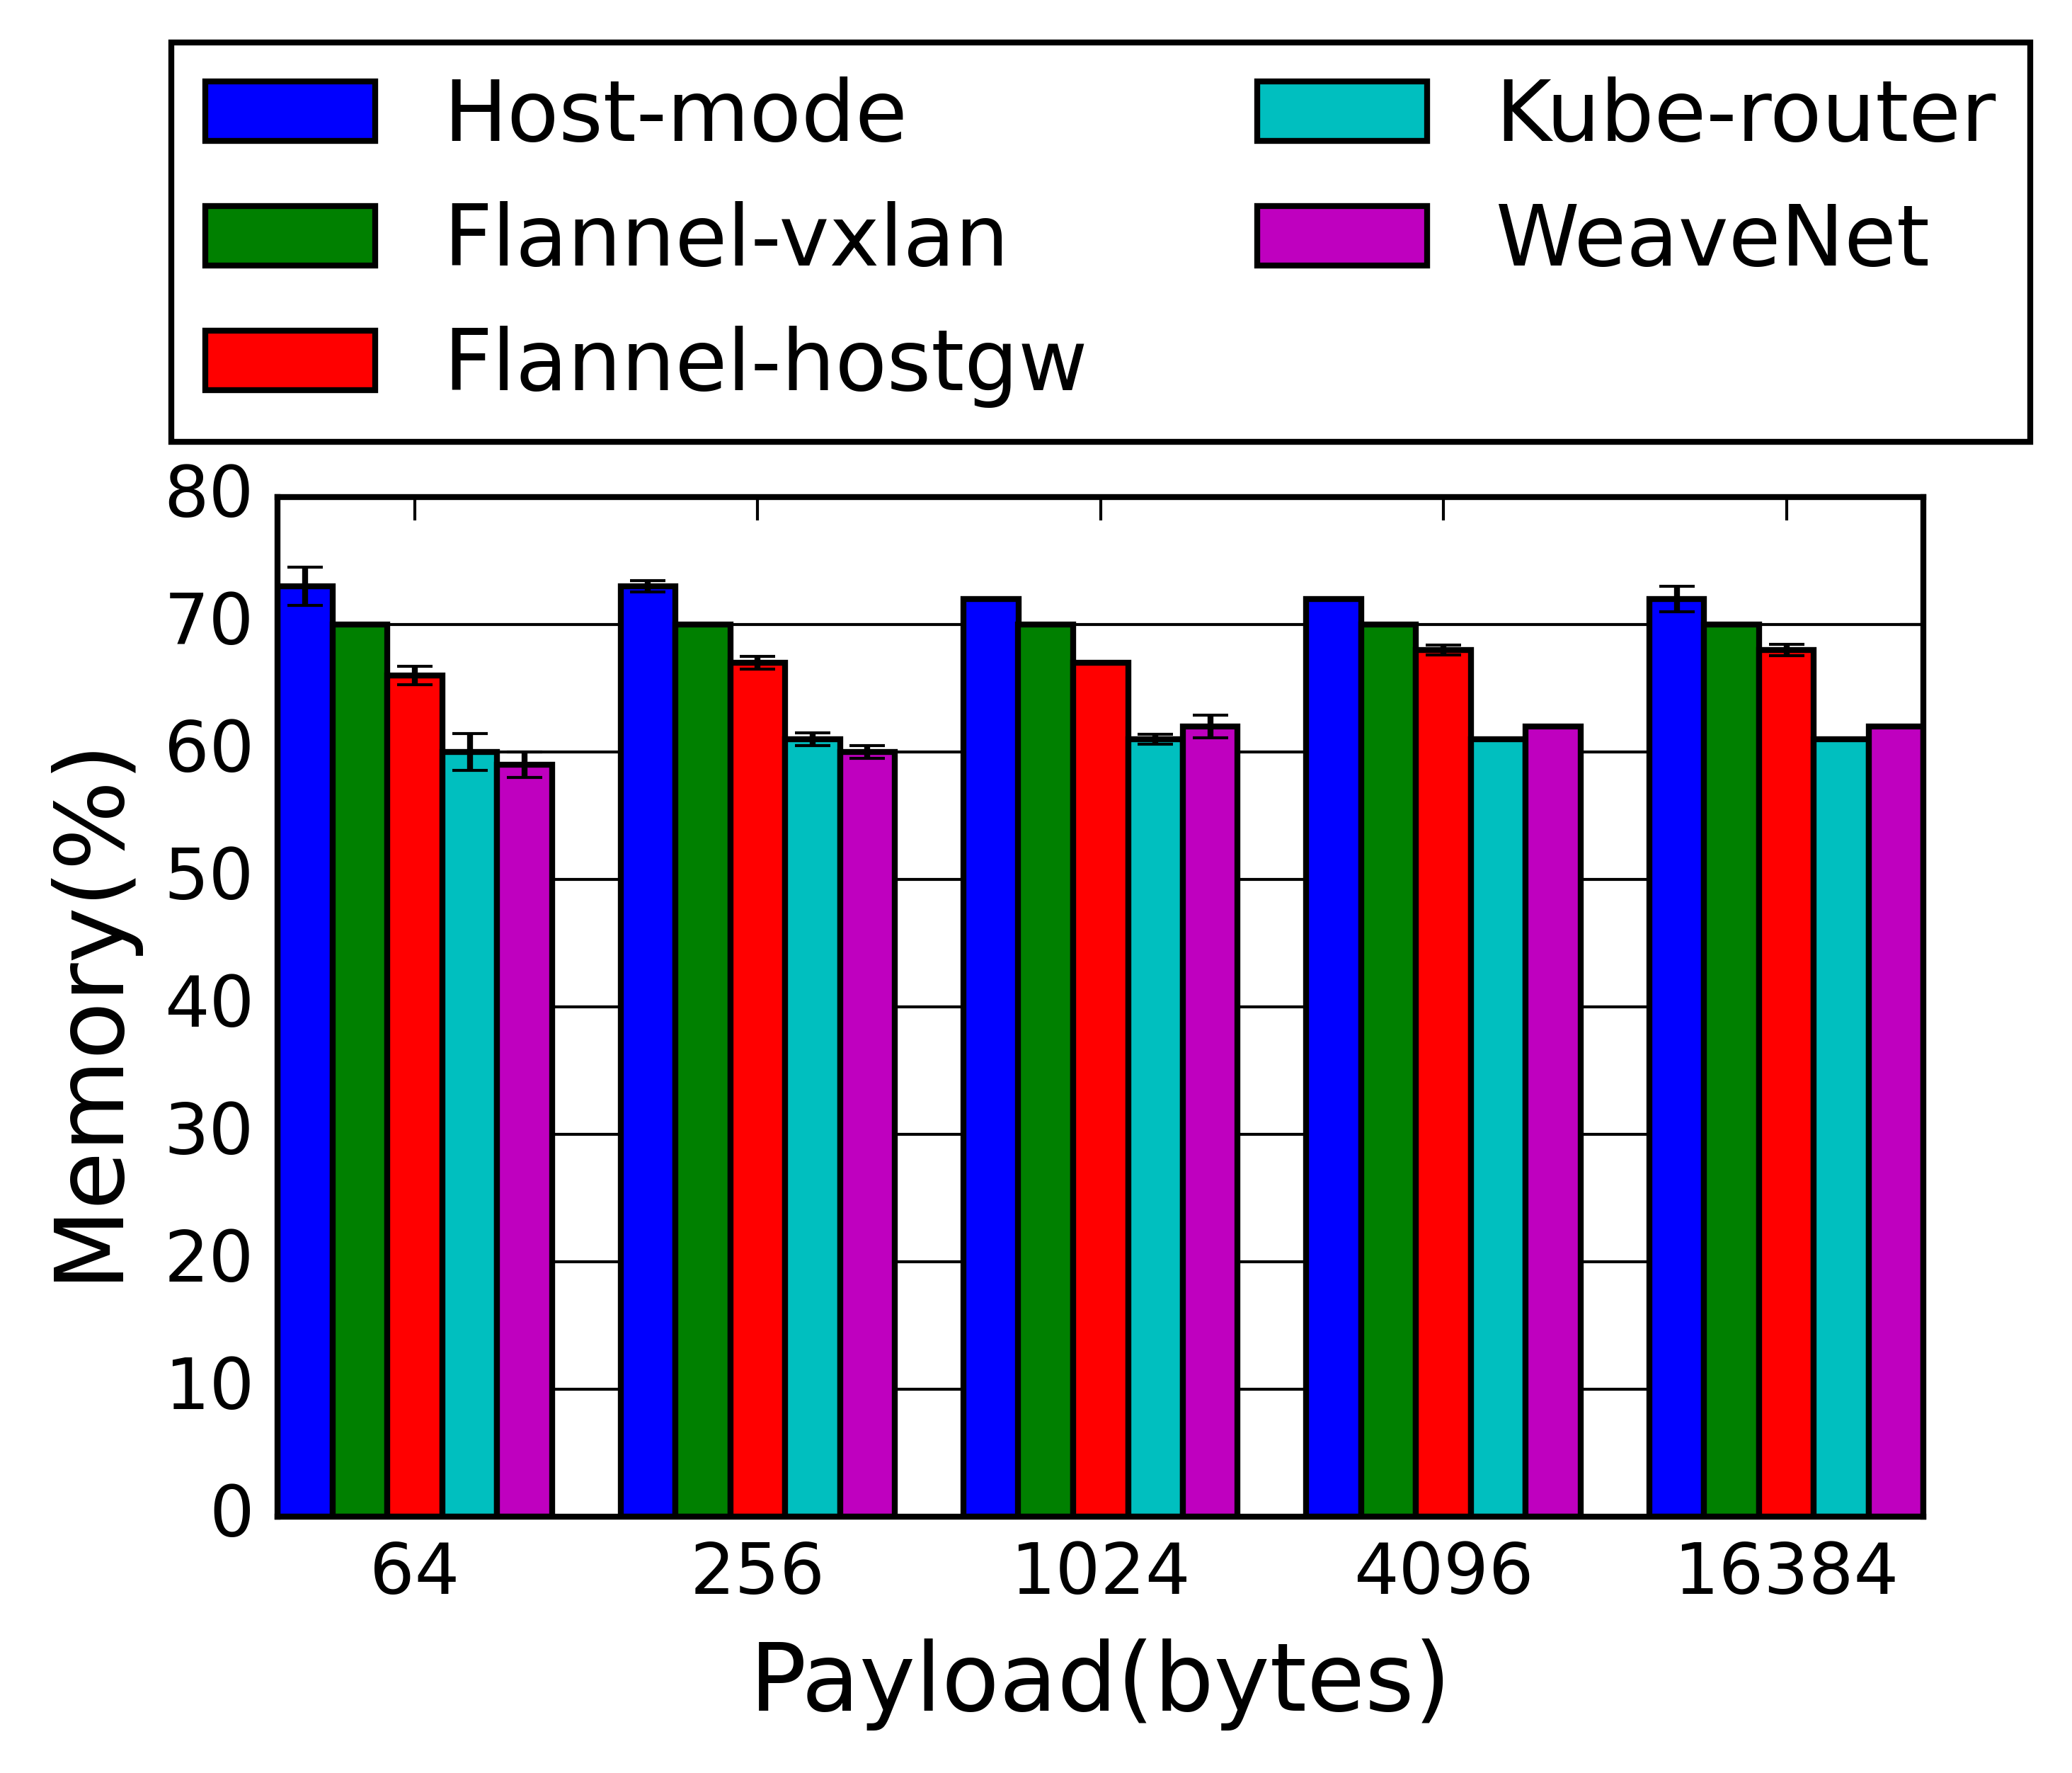 Host-mode
Flannel-vxlan
Flannel-hostgw
Kube-router
WeaveNet
80
70
60
50
40
30
20
10
0
Memory(%)
64 256 1024 4096 16384
Payload(bytes)